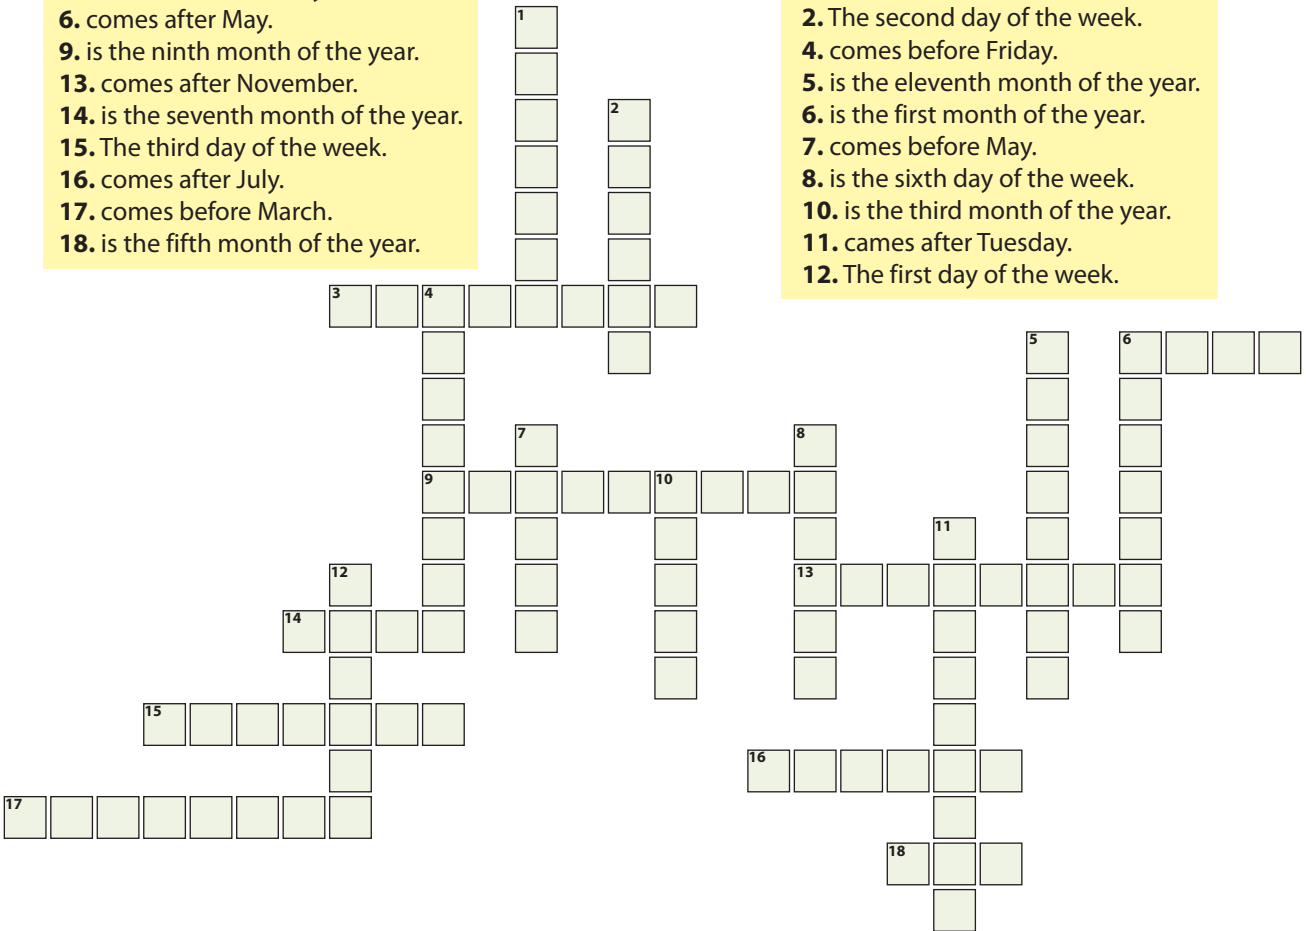 6. comes after May.
9. is the ninth month of the year.
13. comes after November.
14. is the seventh month of the year.
15. The third day of the week.
16. comes after July.
17. comes before March.
18. is the fifth month of the year.
2. The second day of the week.
4. comes before Friday.
5. is the eleventh month of the year.
6. is the first month of the year.
7. comes before May.
8. is the sixth day of the week.
10. is the third month of the year.
11. cames after Tuesday.
12. The first day of the week.
1
2
3 4
5 6
7 8
9 10
11
12 13
14
15
16
17
18